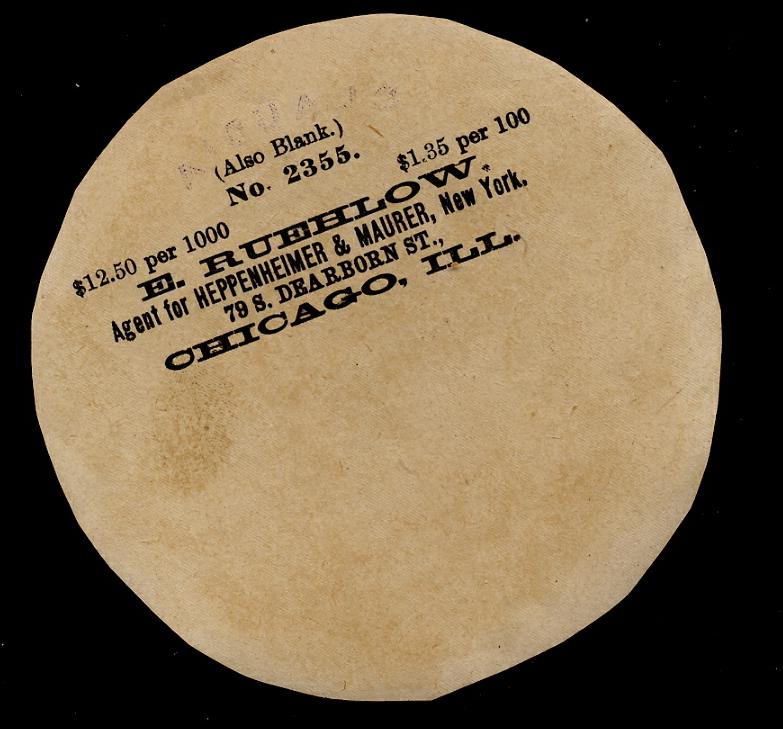 (Also Blank.)
No. 2355.
$12.50 per 1000
$1.35 per 100
E. RUEHLOW,
Agent for HEPPENHEIMER & MAURER, New York.
79 S. DEARBORN ST.,
CHICAGO, ILL.